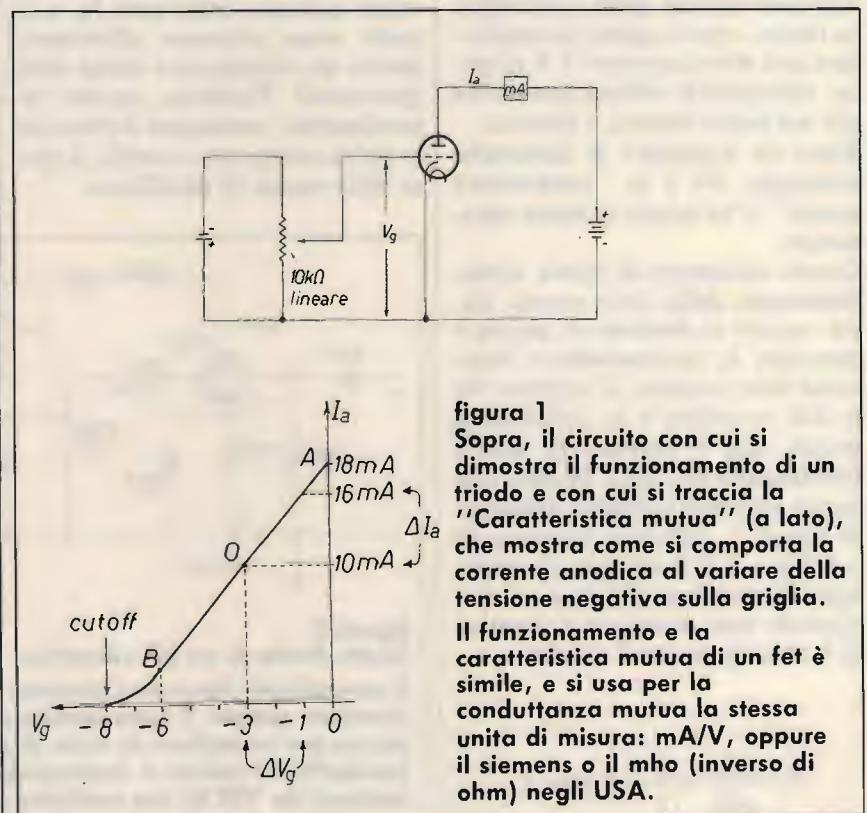 Ia
mA
Vg
10kΩ
lineare
Ia
A
18mA
16mA
ΔIa
O
10mA
cutoff
B
Vg
-8
-6
-3
-1
0
ΔVg
figura 1
Sopra, il circuito con cui si
dimostra il funzionamento di un
triodo e con cui si traccia la
"Caratteristica mutua" (a lato),
che mostra come si comporta la
corrente anodica al variare della
tensione negativa sulla griglia.
Il funzionamento e la
caratteristica mutua di un fet è
simile, e si usa per la
conduttanza mutua la stessa
unita di misura: mA/V, oppure
il siemens o il mho (inverso di
ohm) negli USA.